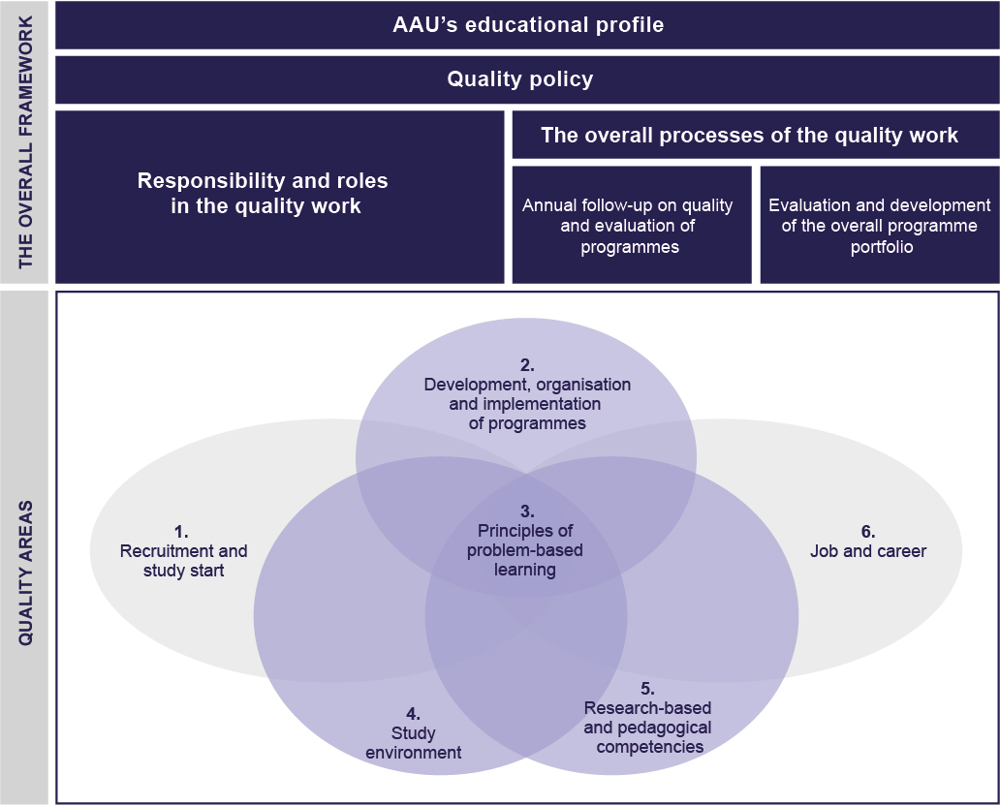 THE OVERALL FRAMEWORK
AAU’s educational profile
Quality policy
Responsibility and roles
in the quality work
The overall processes of the quality work
Annual follow-up on quality
and evaluation of
programmes
Evaluation and development
of the overall programme
portfolio
QUALITY AREAS
1.
Recruitment and
study start
2.
Development, organisation
and implementation
of programmes
3.
Principles of
problem-based
learning
4.
Study
environment
5.
Research-based
and pedagogical
competencies
6.
Job and career